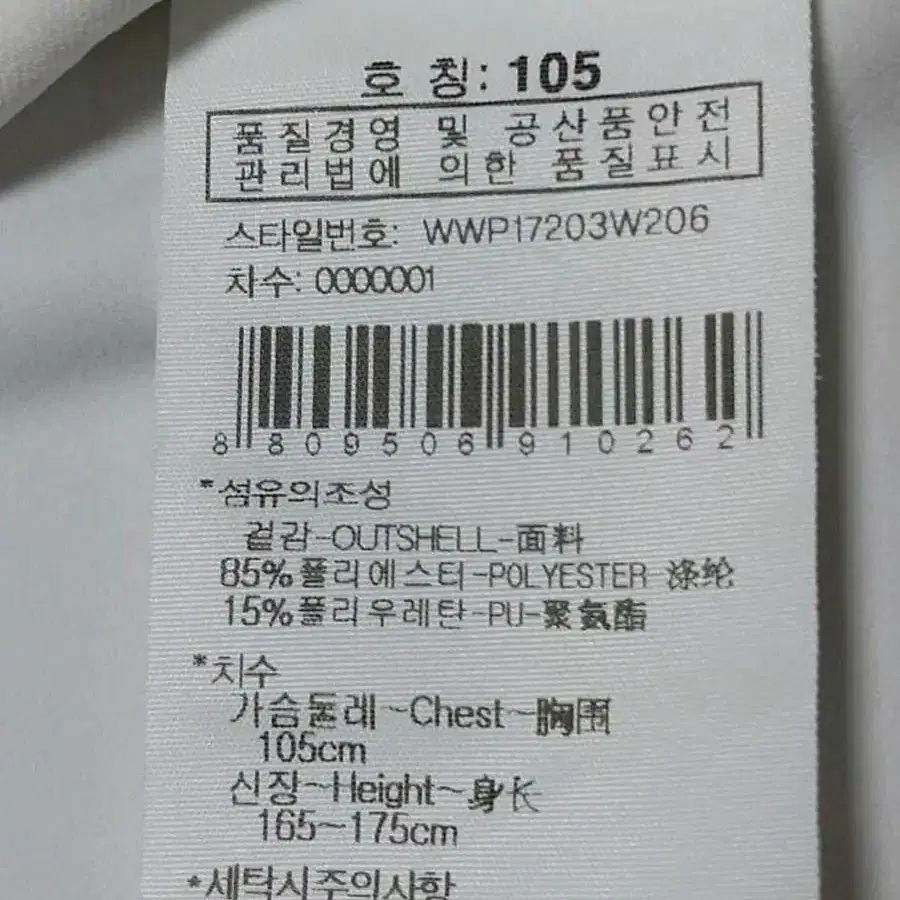 호 칭: 105
품질경영 및 공산품안전
관리법에 의한 품질표시
스타일번호: WWP17203W206
차수: 0000001
8 809506 910262
*섬유의조성
겉감-OUTSHELL-面料
85%폴리에스터-POLYESTER 涤纶
15%폴리우레탄-PU-聚氨酯
*치수
가슴둘레~Chest~胸围
105cm
신장~Height~身长
165~175cm
*세탁시주의사항